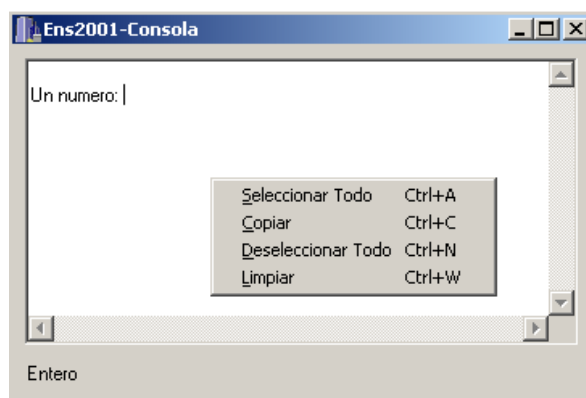 Ens2001-Consola
Un numero:
Seleccionar Todo Ctrl+A
Copiar Ctrl+C
Deseleccionar Todo Ctrl+N
Limpiar Ctrl+W
Entero